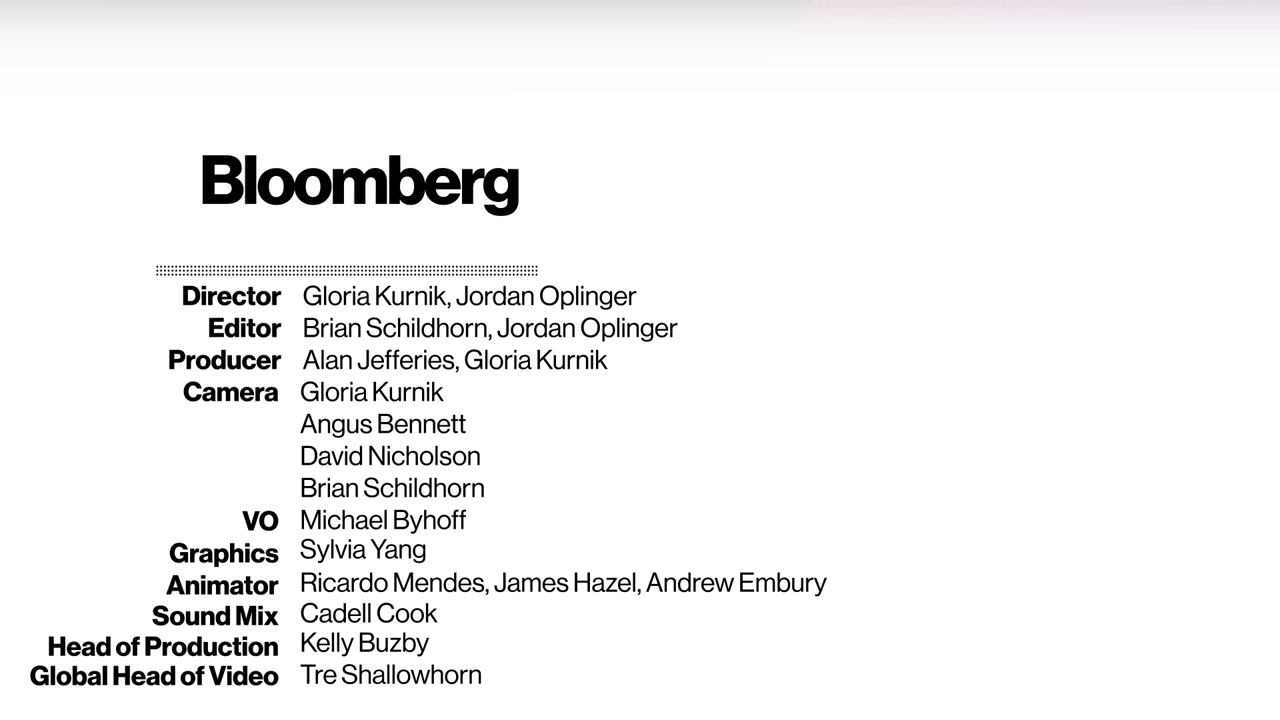 Bloomberg
Director Gloria Kurnik, Jordan Oplinger
Editor Brian Schildhorn, Jordan Oplinger
Producer Alan Jefferies, Gloria Kurnik
Camera Gloria Kurnik
Angus Bennett
David Nicholson
Brian Schildhorn
VO Michael Byhoff
Graphics Sylvia Yang
Animator Ricardo Mendes, James Hazel, Andrew Embury
Sound Mix Cadell Cook
Head of Production Kelly Buzby
Global Head of Video Tre Shallowhorn